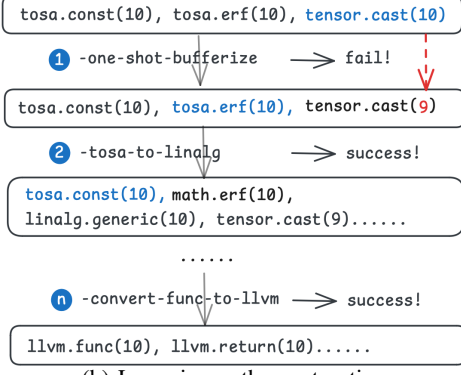 tosa.const(10), tosa.erf(10), tensor.cast(10)
1 -one-shot-bufferize fail!
tosa.const(10), tosa.erf(10), tensor.cast(9)
2 -tosa-to-linalg success!
tosa.const(10), math.erf(10),
linalg.generic(10), tensor.cast(9)......
......
n -convert-func-to-llvm success!
llvm.func(10), llvm.return(10)......